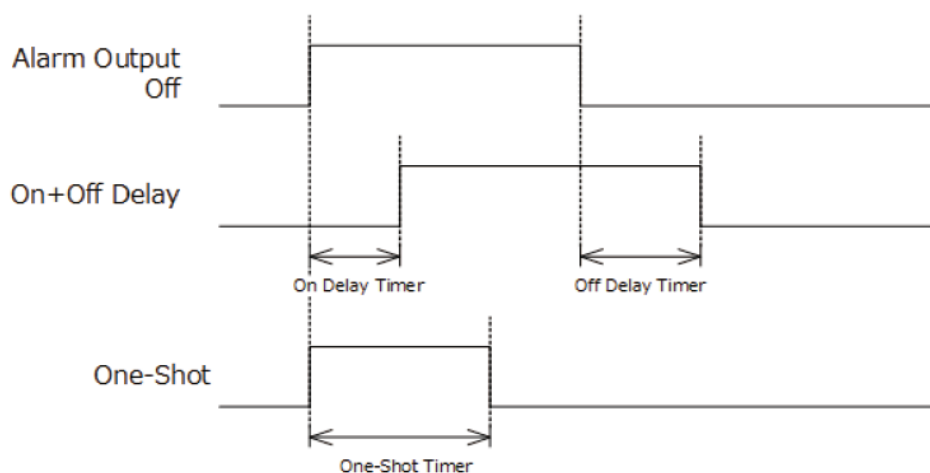 Alarm Output
Off
On+Off Delay
On Delay Timer
Off Delay Timer
One-Shot
One-Shot Timer